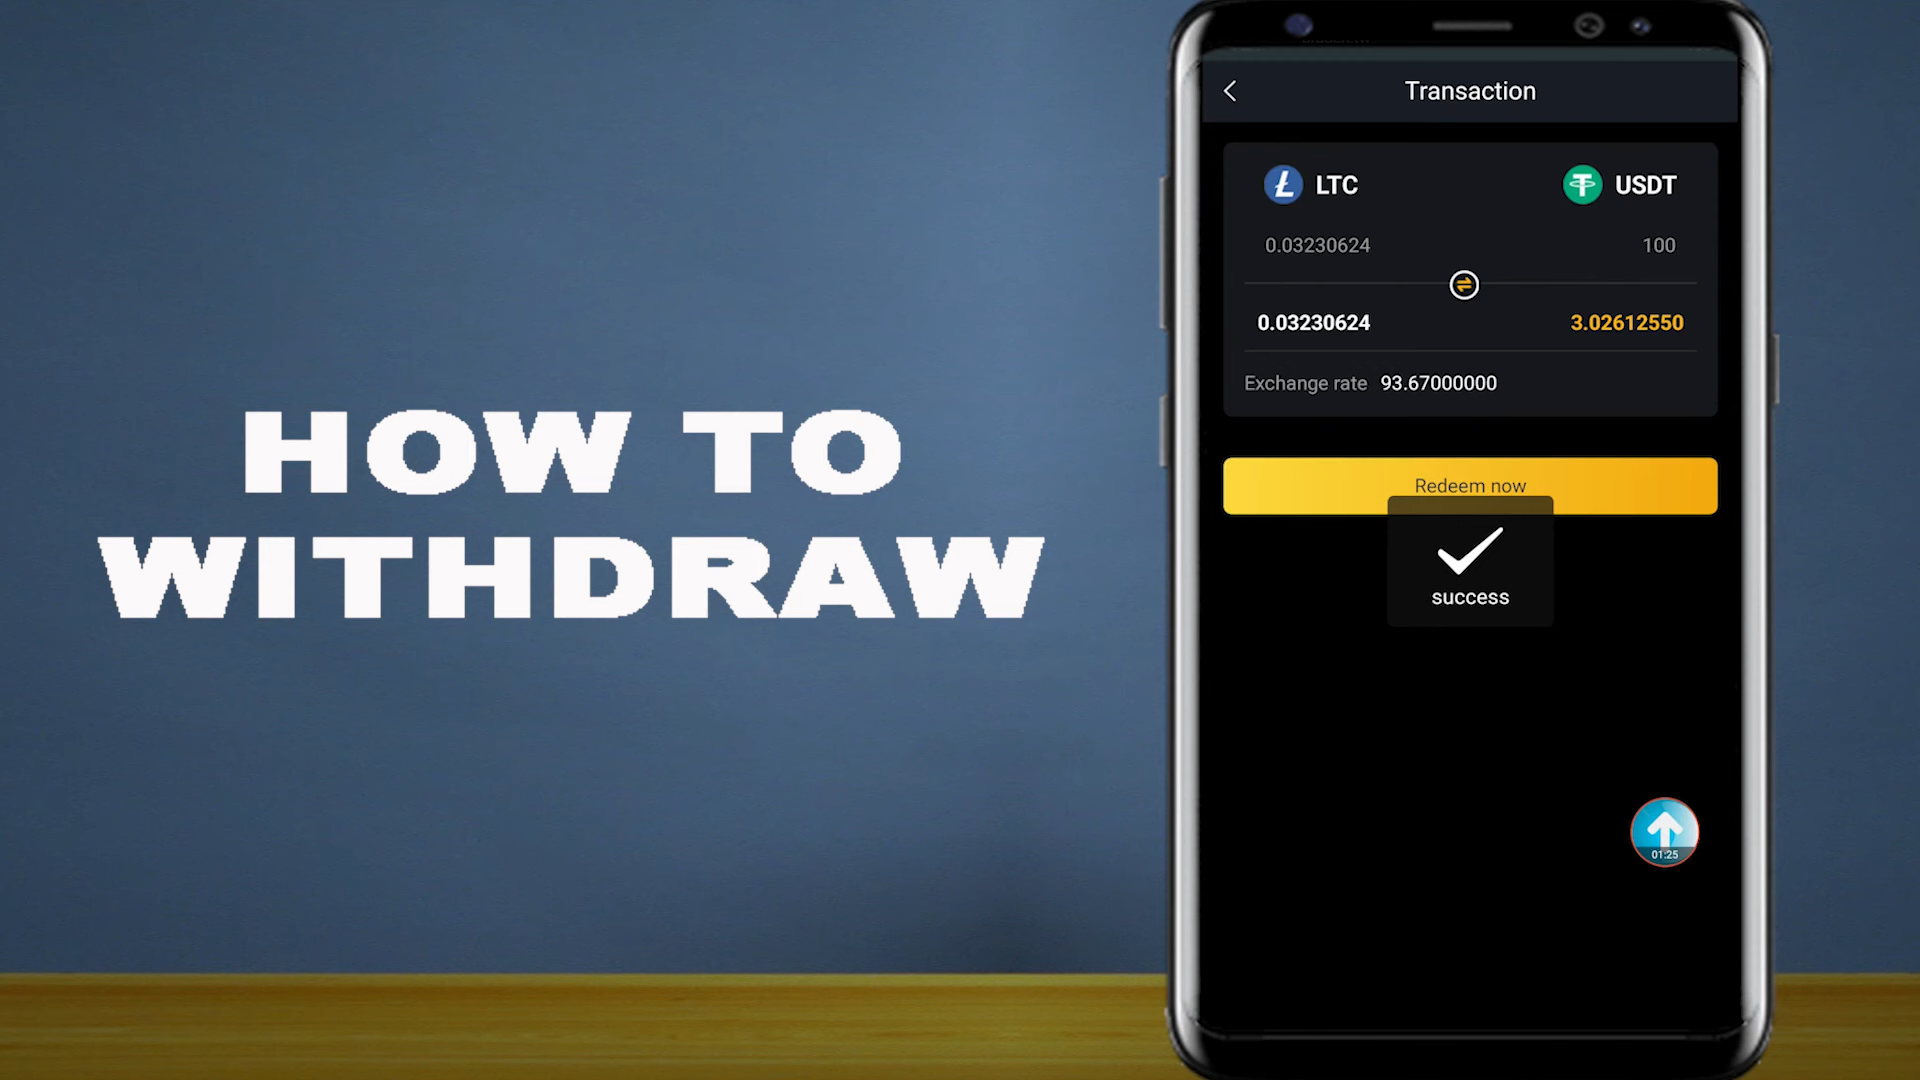 HOW TO
WITHDRAW
Transaction
LTC USDT
0.03230624 100
0.03230624 3.02612550
Exchange rate 93.67000000
Redeem now
success
01:25